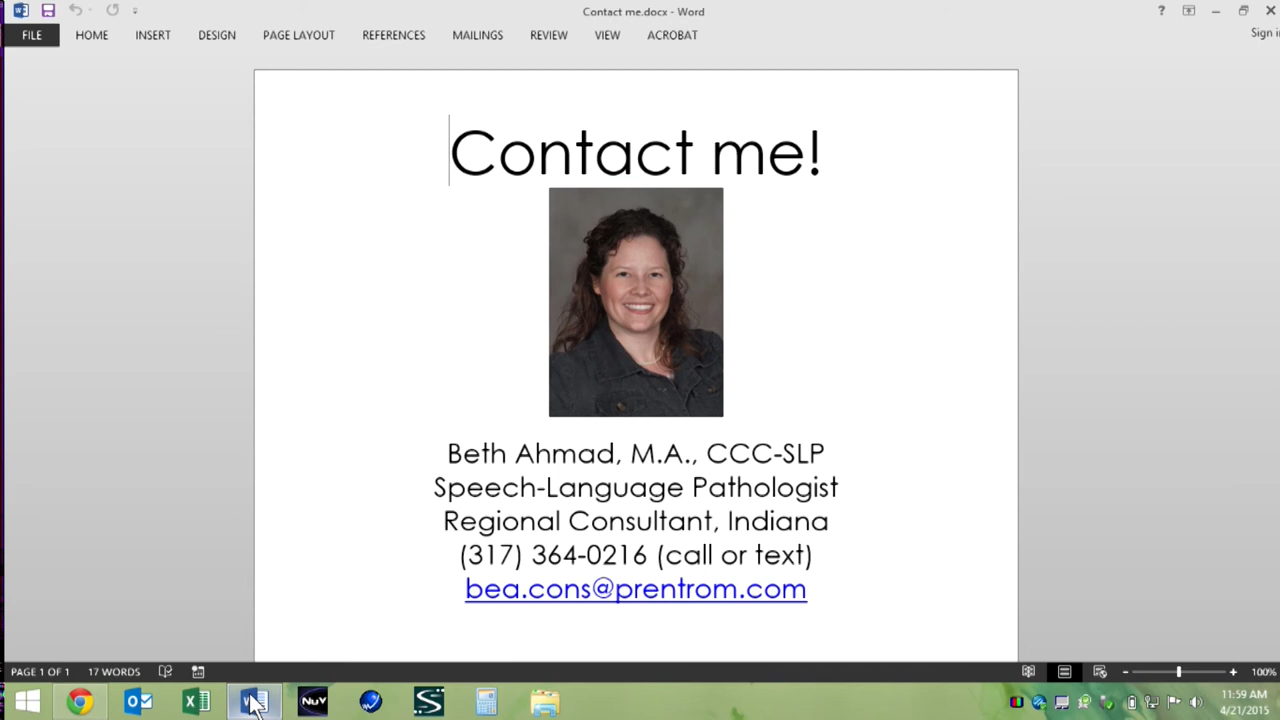 Contact me.docx - Word
?
FILE HOME INSERT DESIGN PAGE LAYOUT REFERENCES MAILINGS REVIEW VIEW ACROBAT
Contact me!
Beth Ahmad, M.A., CCC-SLP
Speech-Language Pathologist
Regional Consultant, Indiana
(317) 364-0216 (call or text)
bea.cons@prentrom.com
PAGE 1 OF 1 17 WORDS
100%
NuV
11:59 AM
4/21/2015